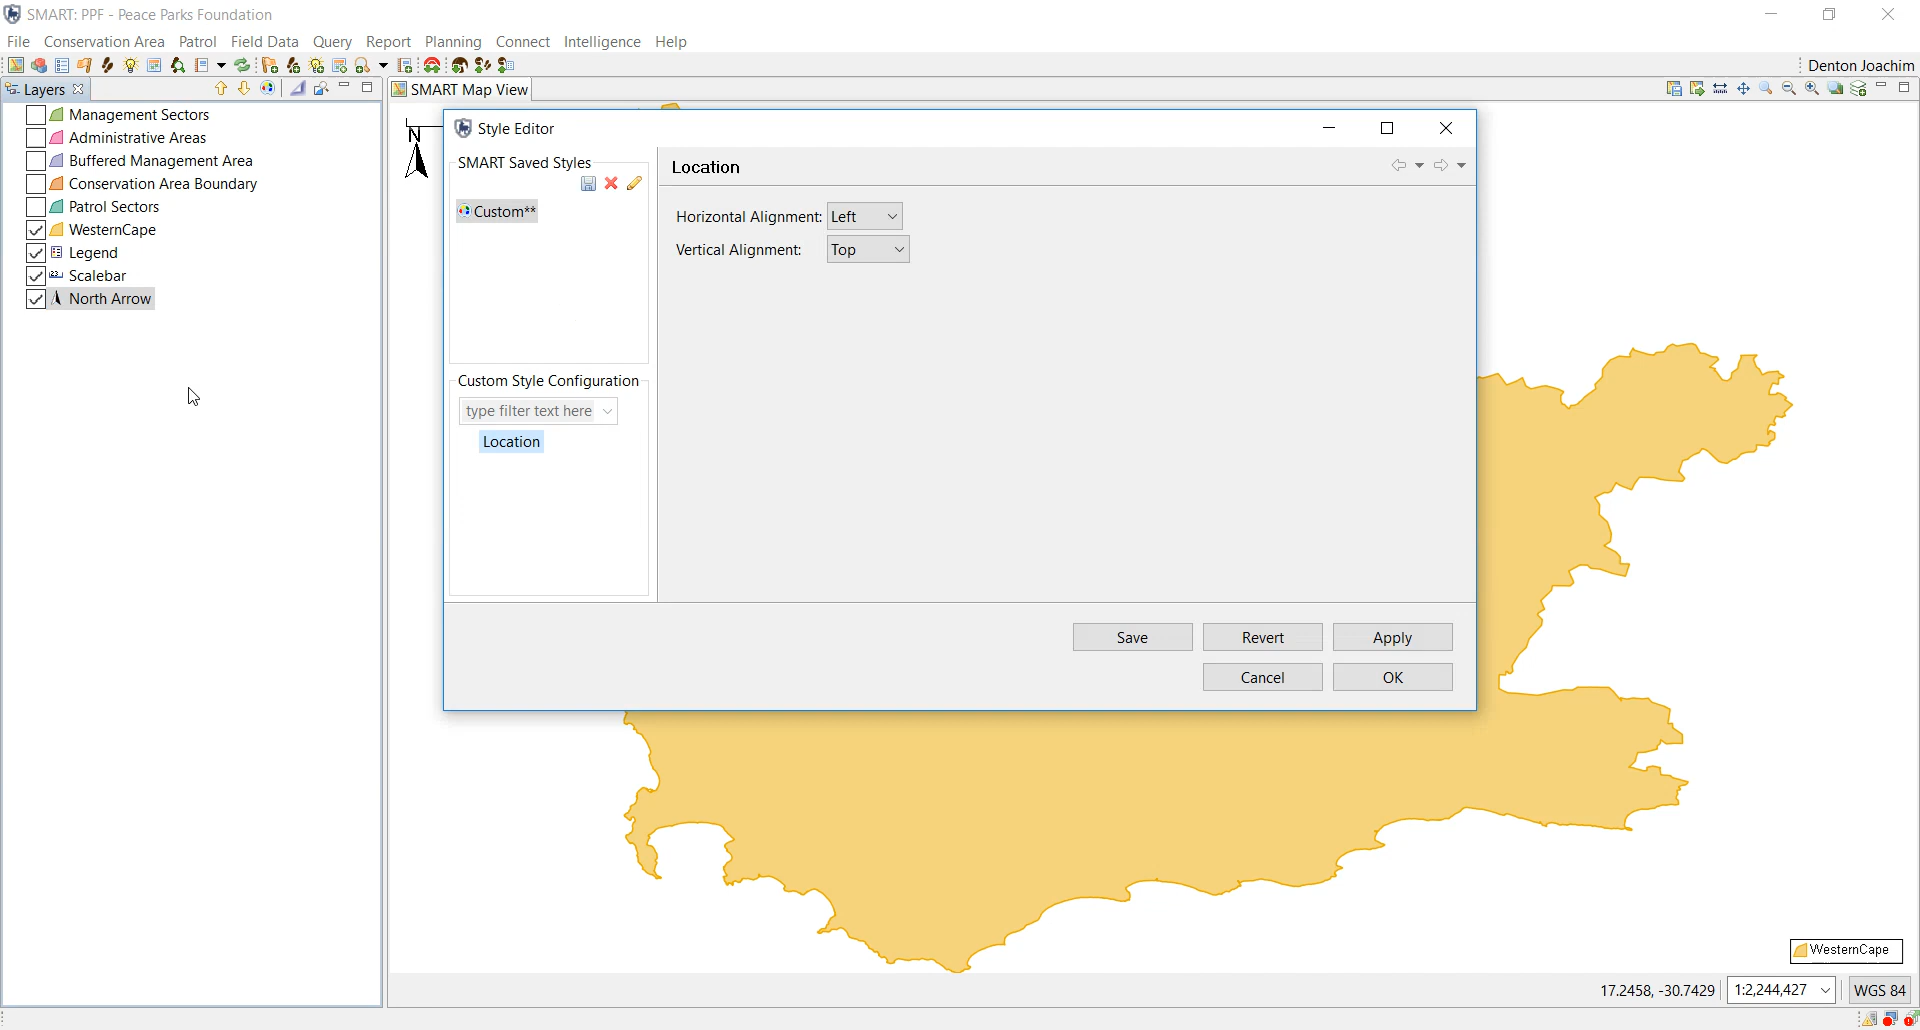 SMART: PPF - Peace Parks Foundation
File Conservation Area Patrol Field Data Query Report Planning Connect Intelligence Help
Denton Joachim
Layers
SMART Map View
Management Sectors
Administrative Areas
Buffered Management Area
Conservation Area Boundary
Patrol Sectors
WesternCape
Legend
Scalebar
North Arrow
N
Style Editor
SMART Saved Styles
Custom**
Custom Style Configuration
type filter text here
Location
Location
Horizontal Alignment: Left
Vertical Alignment: Top
Save Revert Apply
Cancel OK
WesternCape
17.2458, -30.7429 1:2,244,427 WGS 84